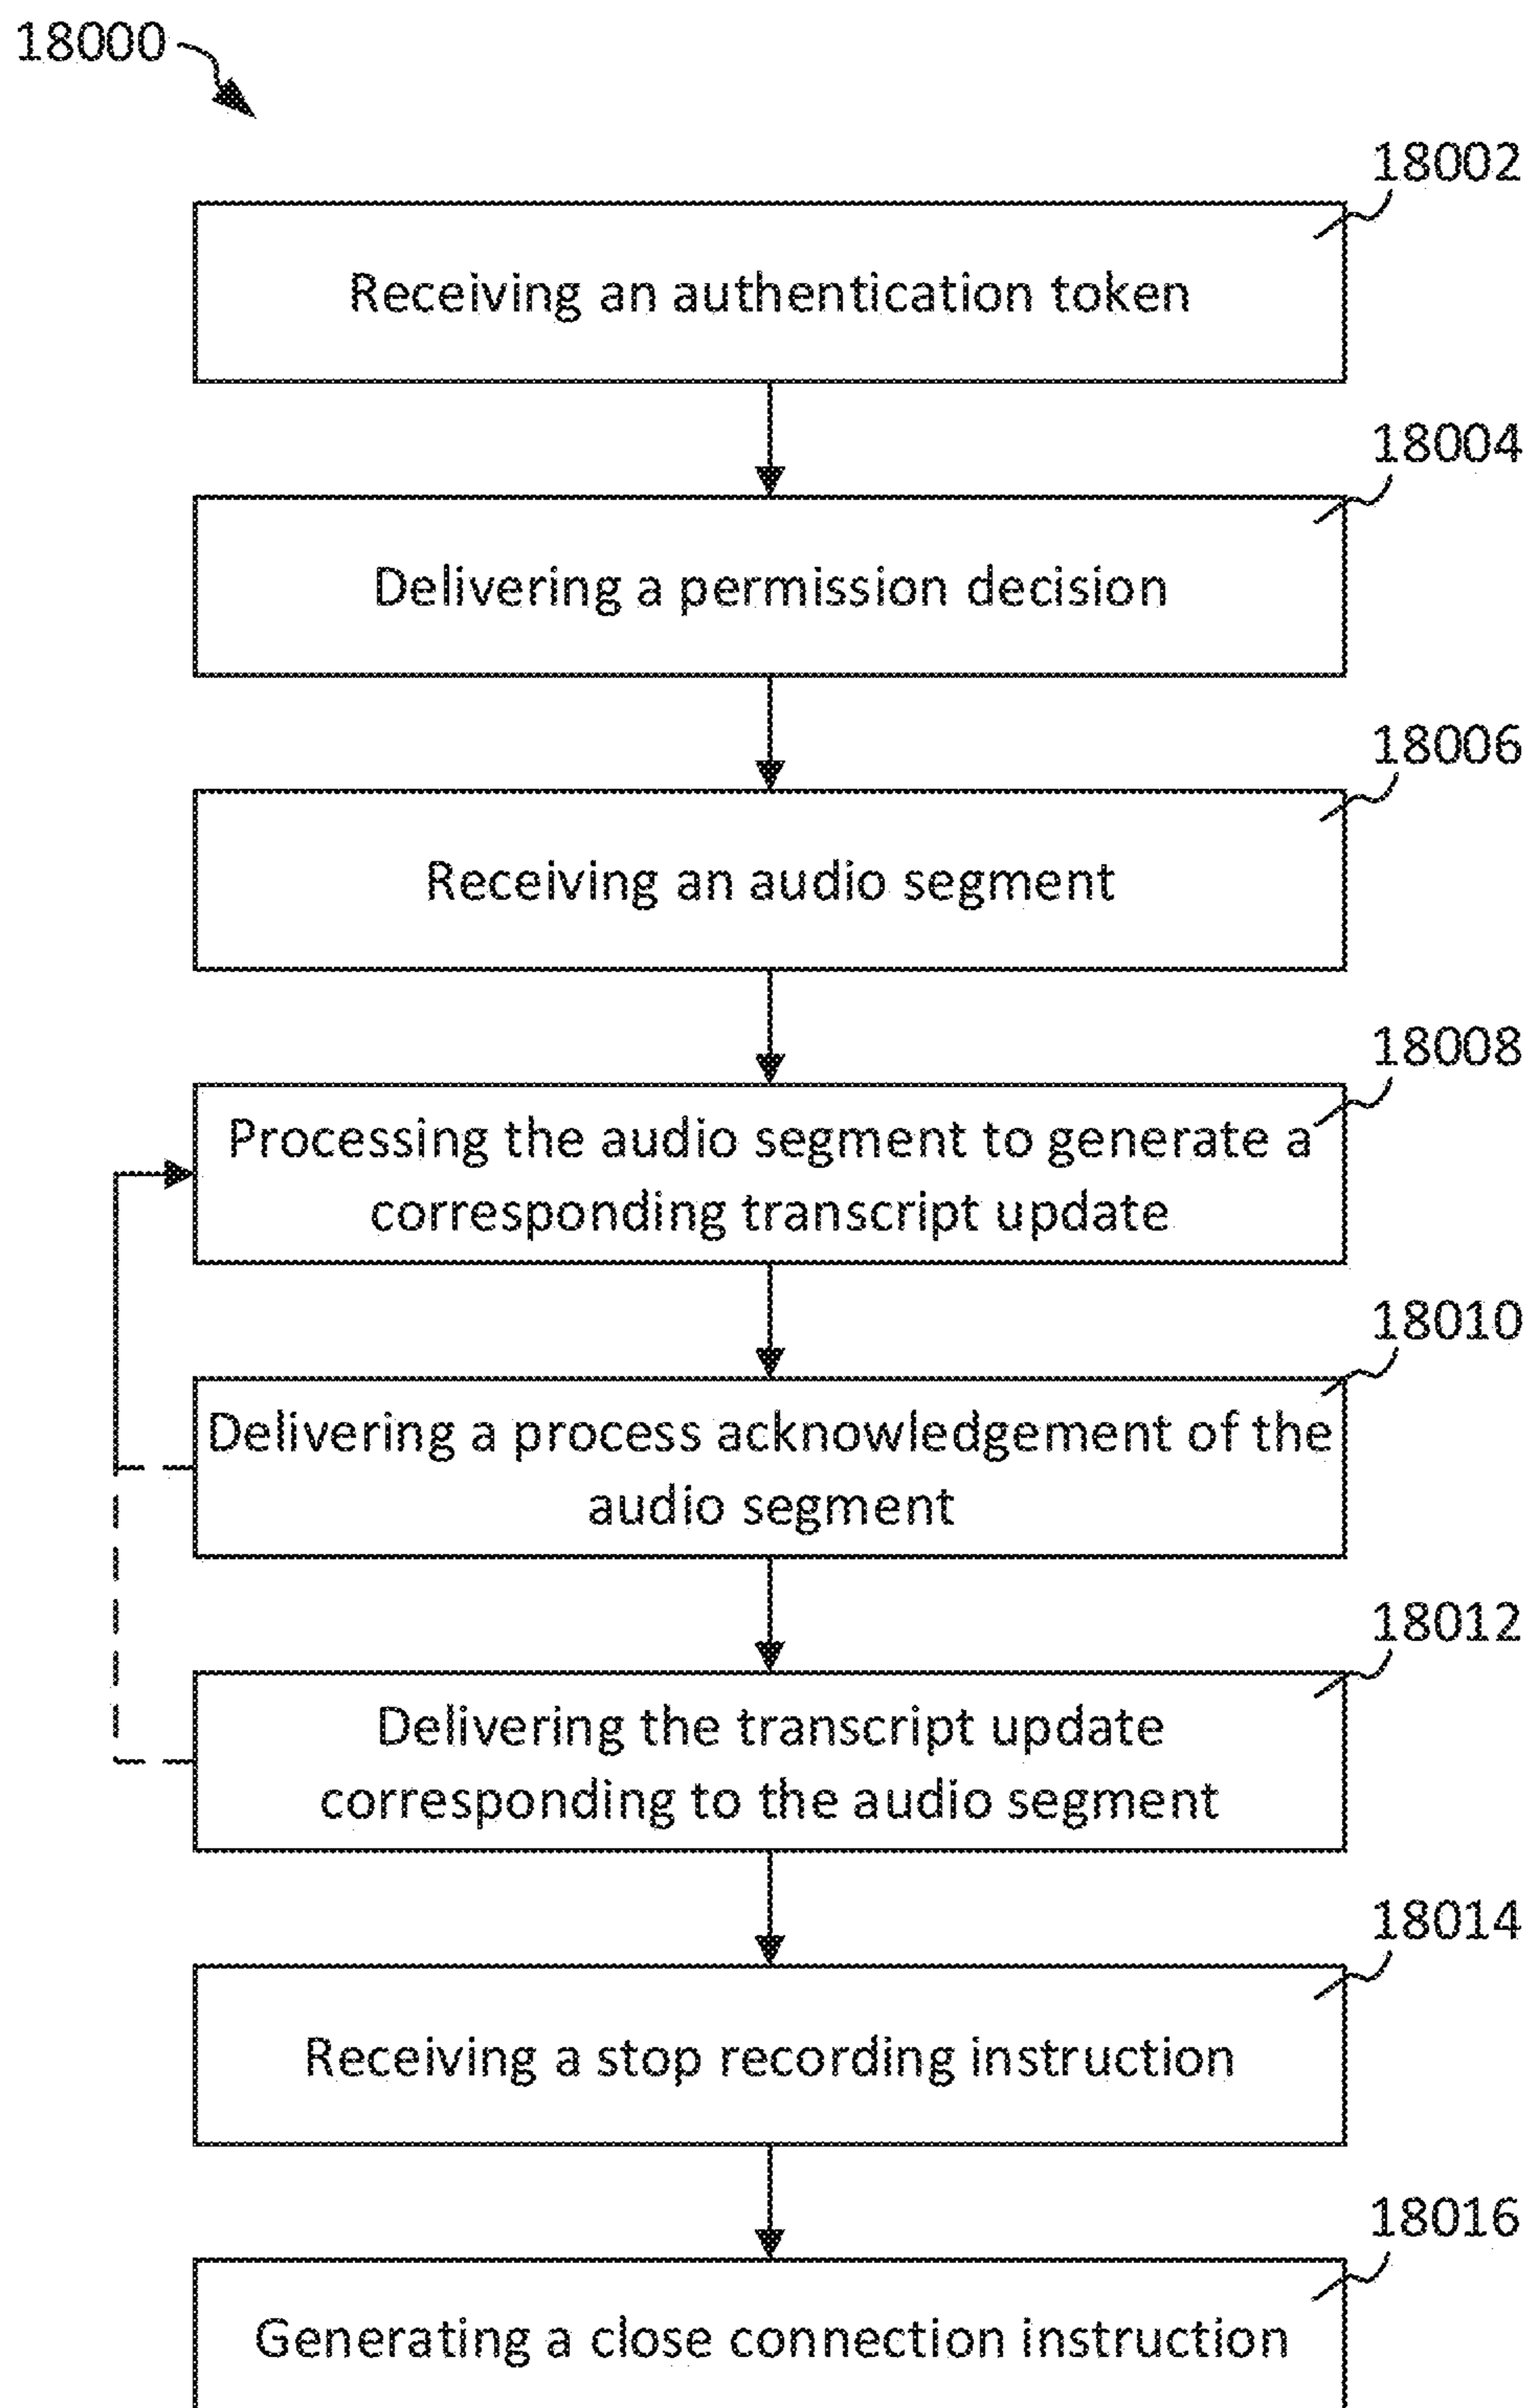 18000
18002
Receiving an authentication token
18004
Delivering a permission decision
18006
Receiving an audio segment
18008
Processing the audio segment to generate a
corresponding transcript update
18010
Delivering a process acknowledgement of the
audio segment
18012
Delivering the transcript update
corresponding to the audio segment
18014
Receiving a stop recording instruction
18016
Generating a close connection instruction